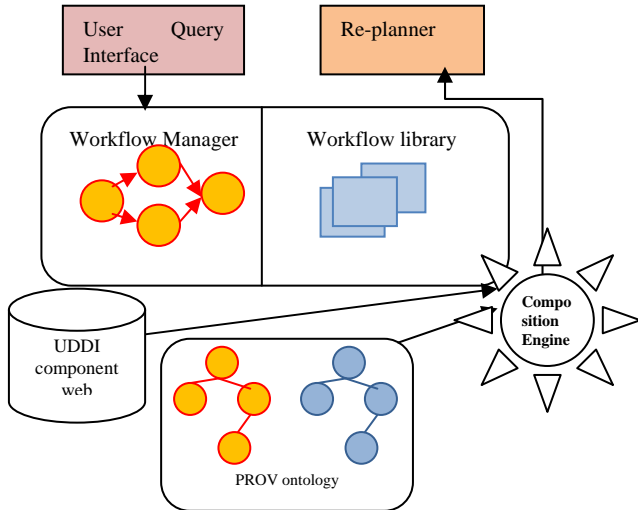 User Query
Interface
Re-planner
Workflow Manager
Workflow library
UDDI
component
web
Compo
sition
Engine
PROV ontology